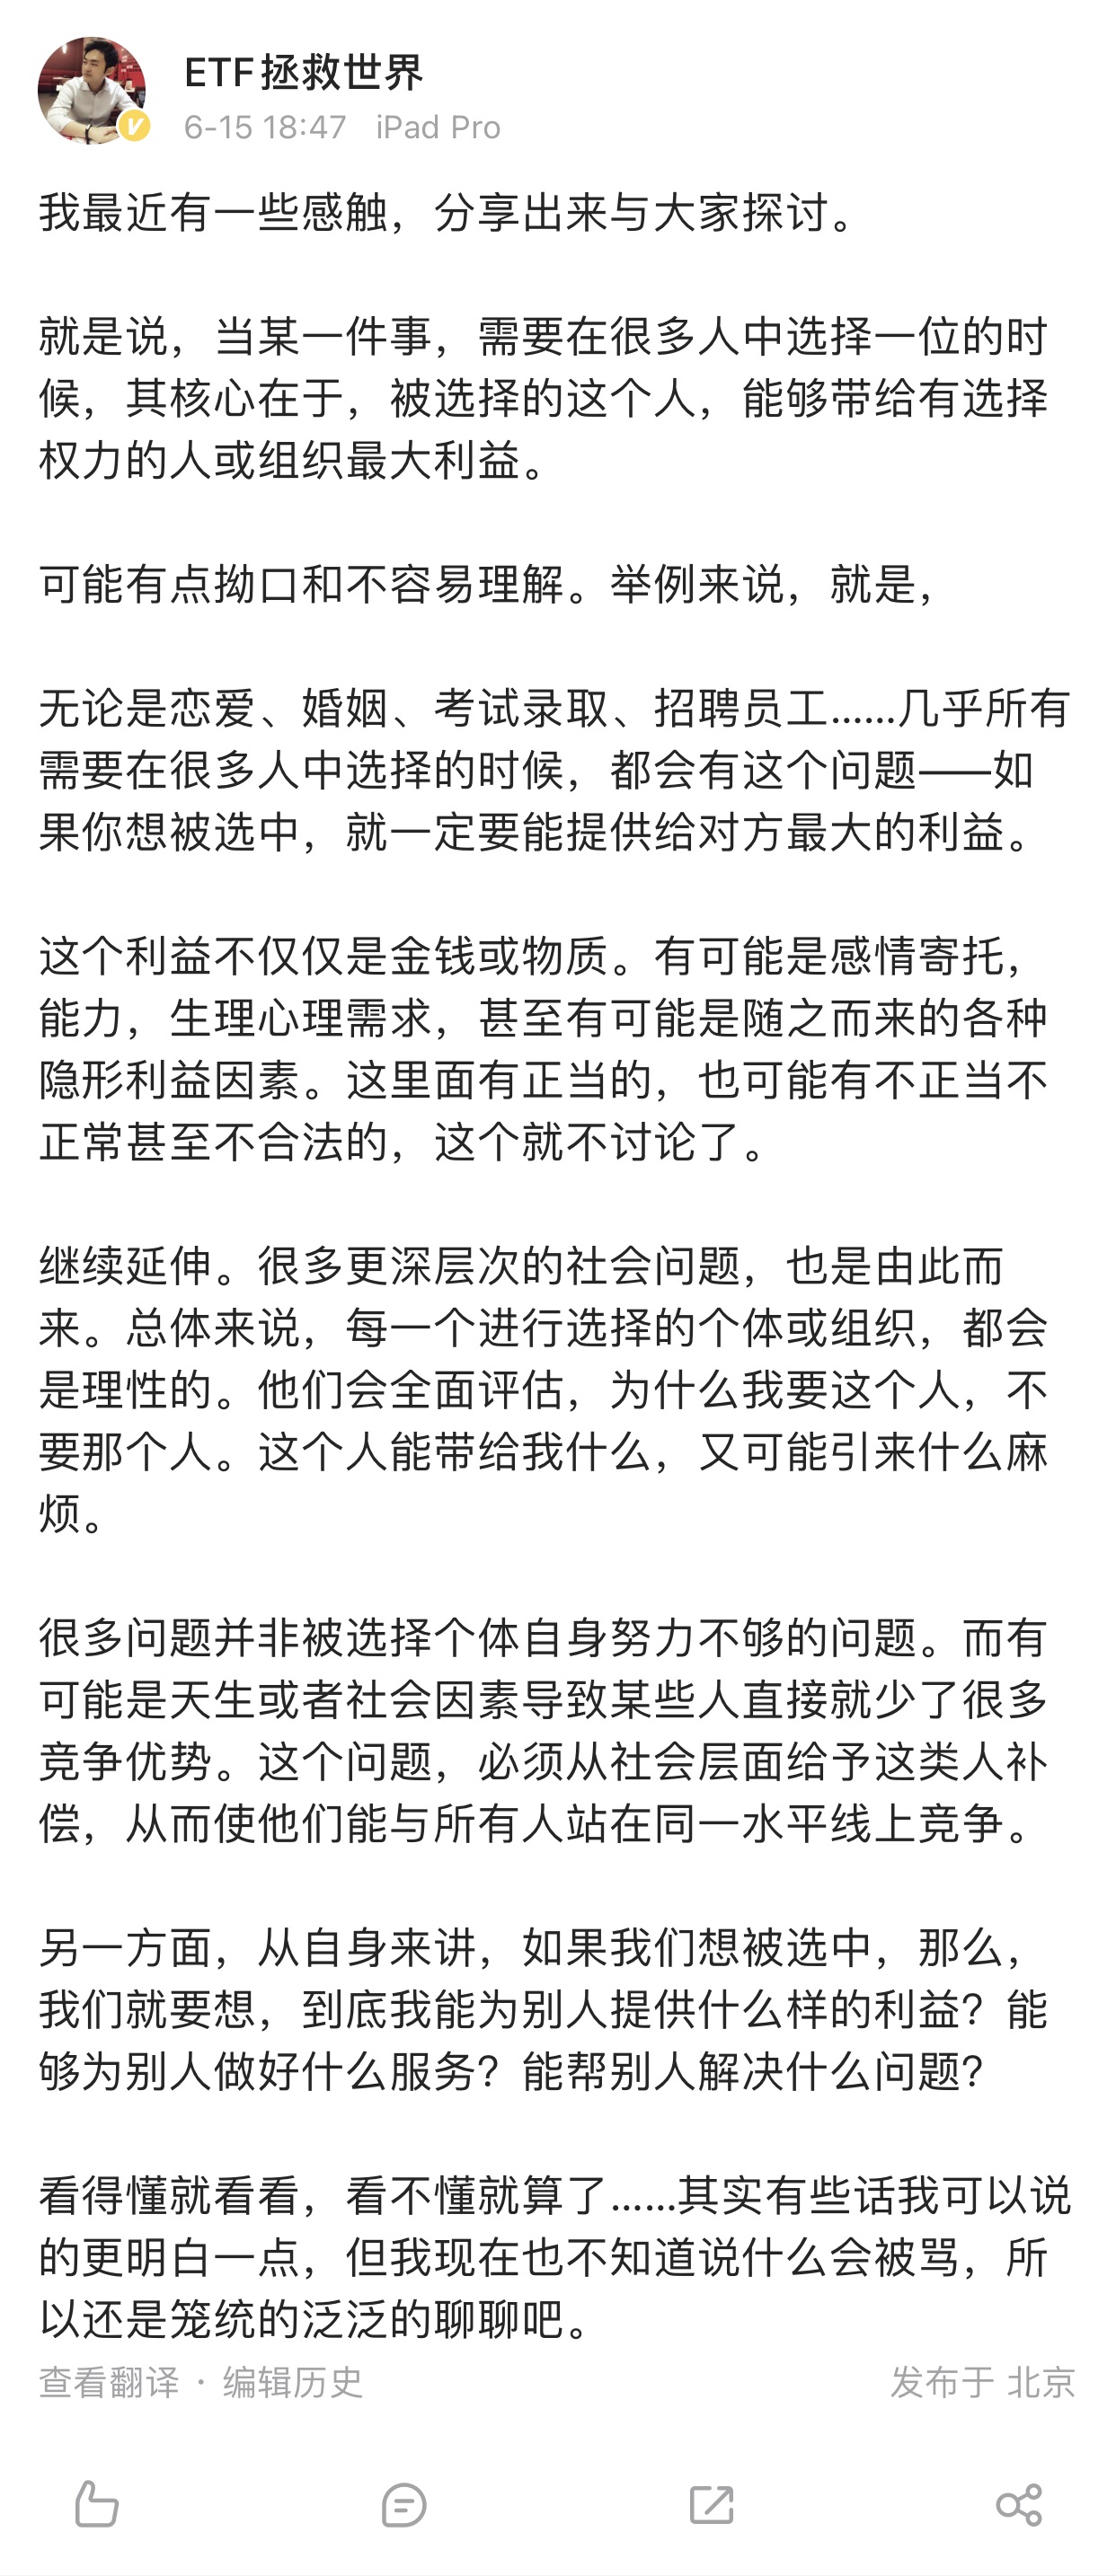 ETF拯救世界
6-15 18:47 iPad Pro
我最近有一些感触，分享出来与大家探讨。
就是说，当某一件事，需要在很多人中选择一位的时
候，其核心在于，被选择的这个人，能够带给有选择
权力的人或组织最大利益。
可能有点拗口和不容易理解。举例来说，就是，
无论是恋爱、婚姻、考试录取、招聘员工……几乎所有
需要在很多人中选择的时候，都会有这个问题——如
果你想被选中，就一定要能提供给对方最大的利益。
这个利益不仅仅是金钱或物质。有可能是感情寄托，
能力，生理心理需求，甚至有可能是随之而来的各种
隐形利益因素。这里面有正当的，也可能有不正当不
正常甚至不合法的，这个就不讨论了。
继续延伸。很多更深层次的社会问题，也是由此而
来。总体来说，每一个进行选择的个体或组织，都会
是理性的。他们会全面评估，为什么我要这个人，不
要那个人。这个人能带给我什么，又可能引来什么麻
烦。
很多问题并非被选择个体自身努力不够的问题。而有
可能是天生或者社会因素导致某些人直接就少了很多
竞争优势。这个问题，必须从社会层面给予这类人补
偿，从而使他们能与所有人站在同一水平线上竞争。
另一方面，从自身来讲，如果我们想被选中，那么，
我们就要想，到底我能为别人提供什么样的利益？能
够为别人做好什么服务？能帮别人解决什么问题？
看得懂就看看，看不懂就算了……其实有些话我可以说
的更明白一点，但我现在也不知道说什么会被骂，所
以还是笼统的泛泛的聊聊吧。
查看翻译 · 编辑历史 发布于 北京